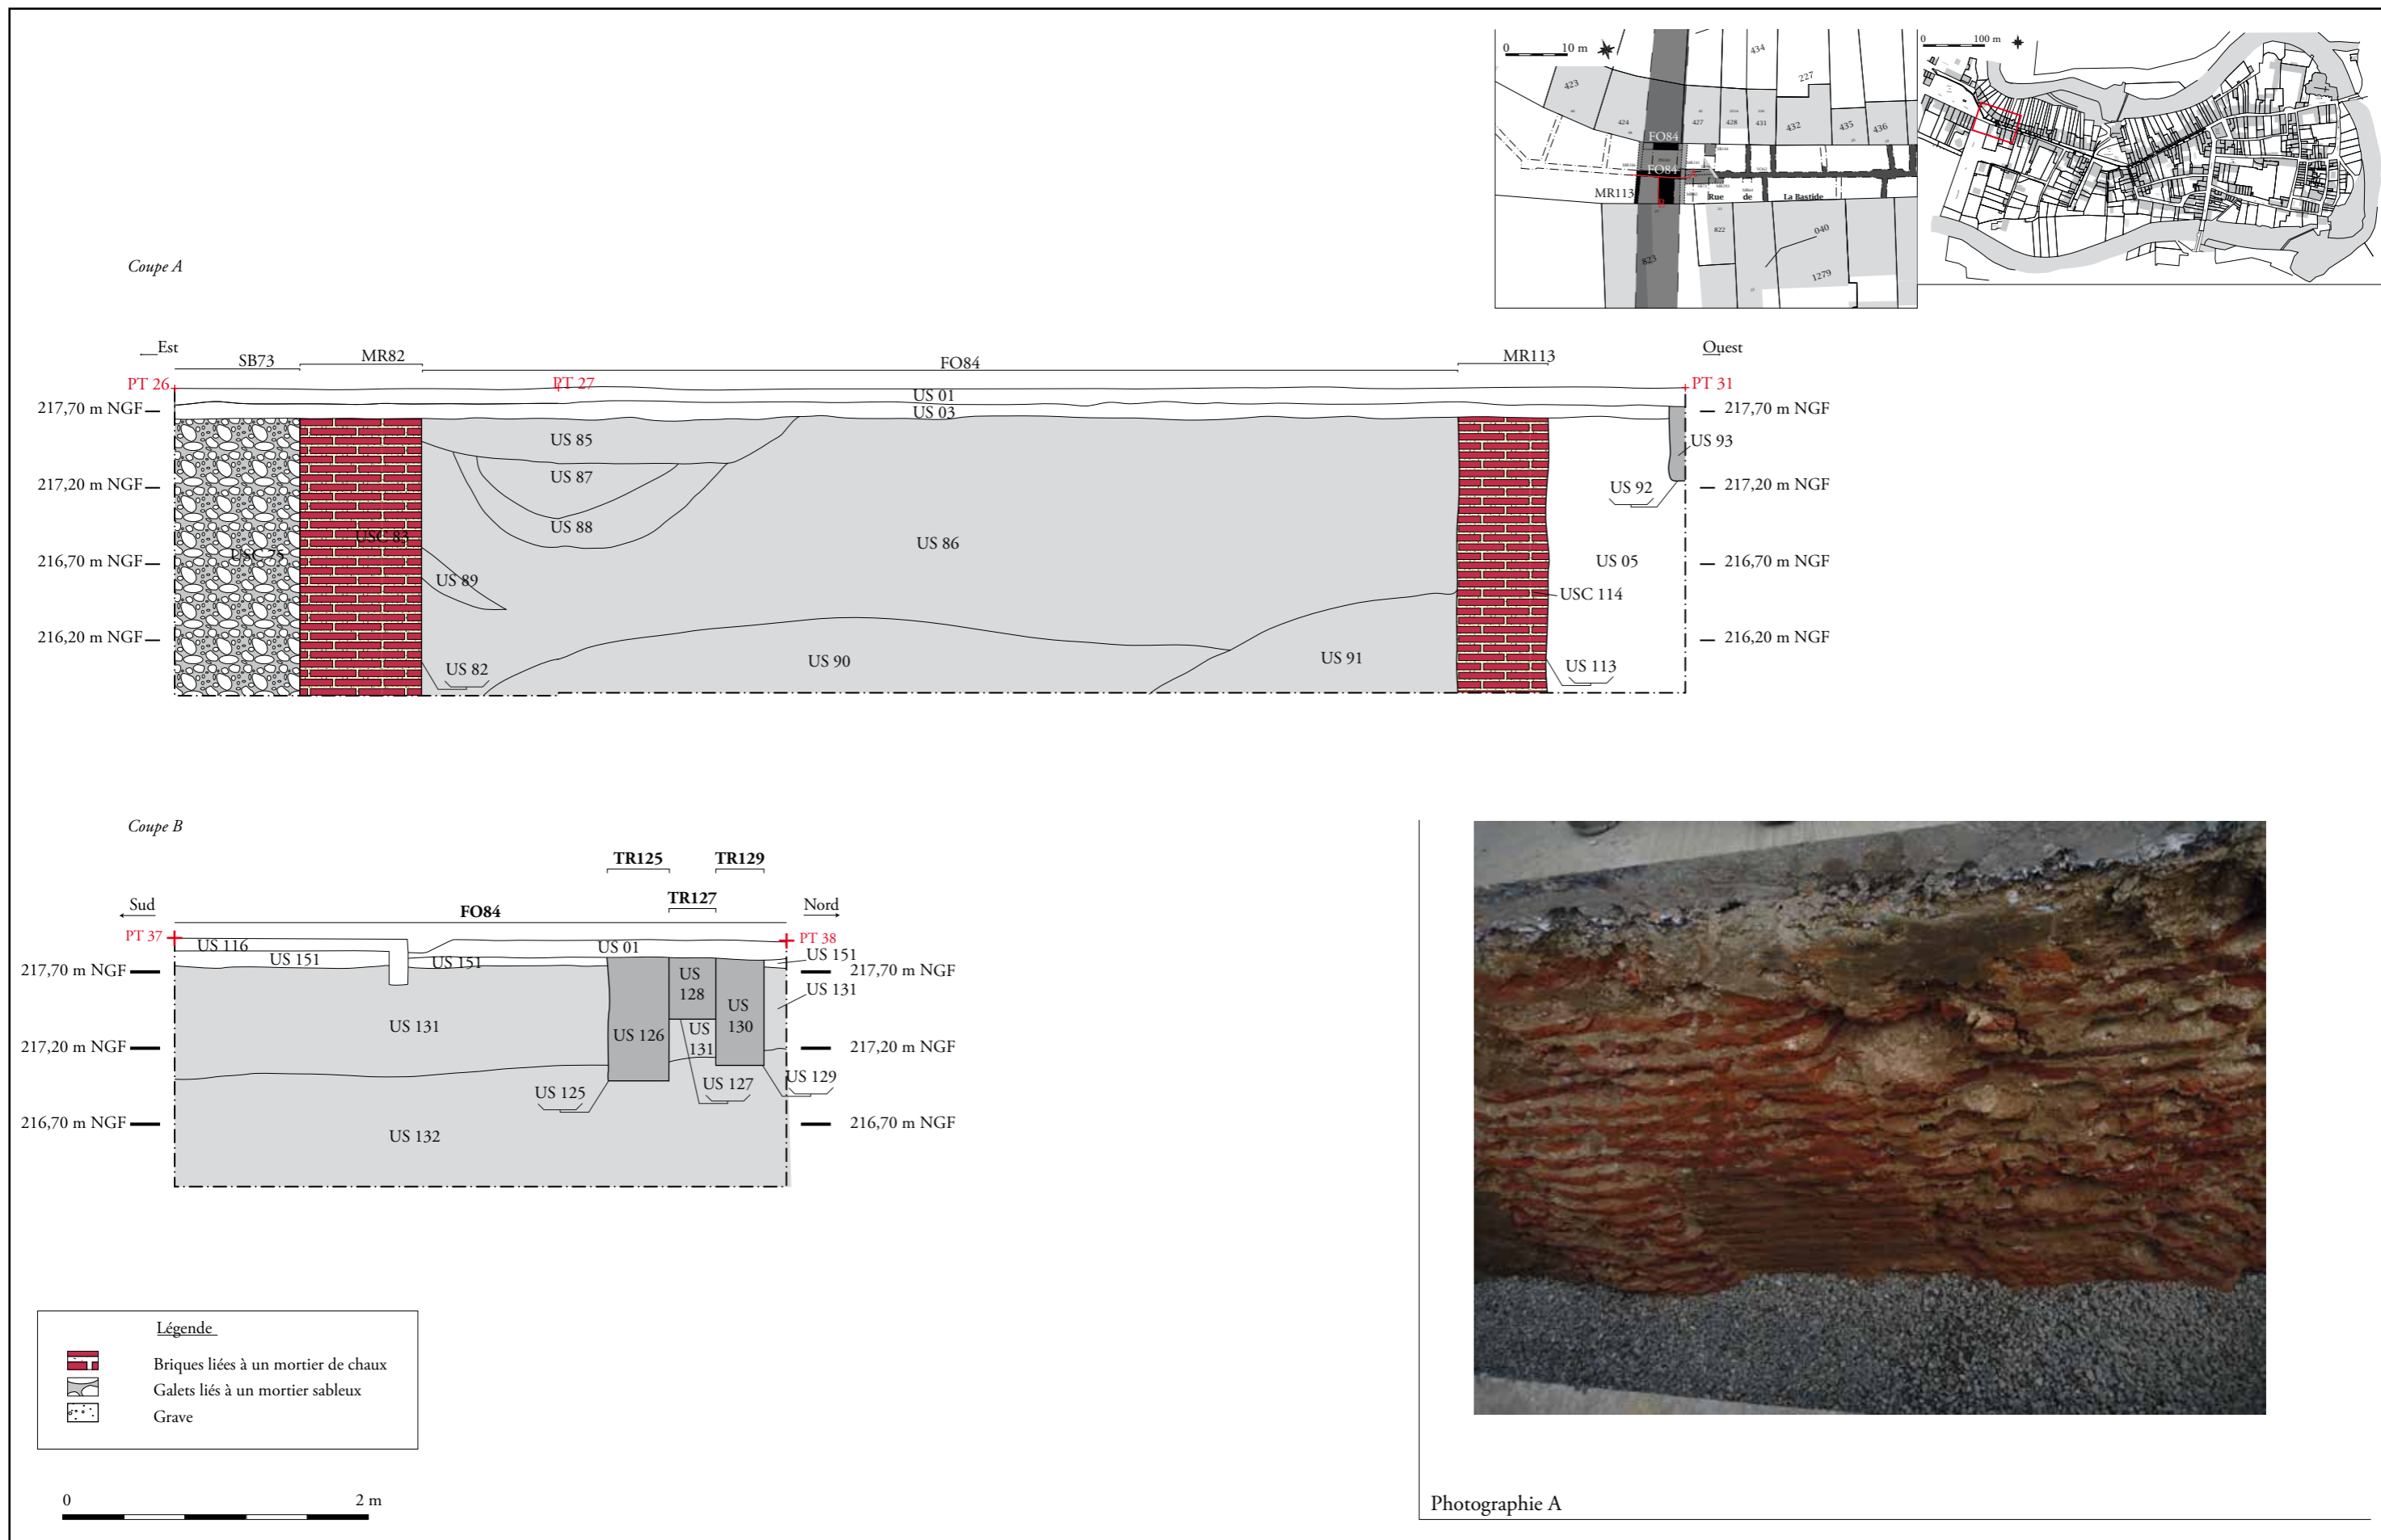 0 10 m
434
227
423
424
427
428
431
432
435
436
FO84
FO84
MR113
B
Rue de La Bastide
822
823
040
1279
0 100 m
Coupe A
Est
SB73
MR82
FO84
MR113
Ouest
PT 26
PT 27
PT 31
US 01
US 03
217,70 m NGF
217,70 m NGF
US 85
US 93
US 87
217,20 m NGF
US 92
217,20 m NGF
US 88
USC 83
US 86
USC 75
216,70 m NGF
US 05
216,70 m NGF
US 89
USC 114
216,20 m NGF
216,20 m NGF
US 82
US 90
US 91
US 113
Coupe B
TR125
TR129
TR127
Sud
FO84
Nord
PT 37
PT 38
US 116
US 01
US 151
US 151
US 151
217,70 m NGF
217,70 m NGF
US 128
US 131
US 130
US 131
US 126
US 131
217,20 m NGF
217,20 m NGF
US 125
US 127
US 129
216,70 m NGF
216,70 m NGF
US 132
Légende
Briques liées à un mortier de chaux
Galets liés à un mortier sableux
Grave
0 2 m
Photographie A